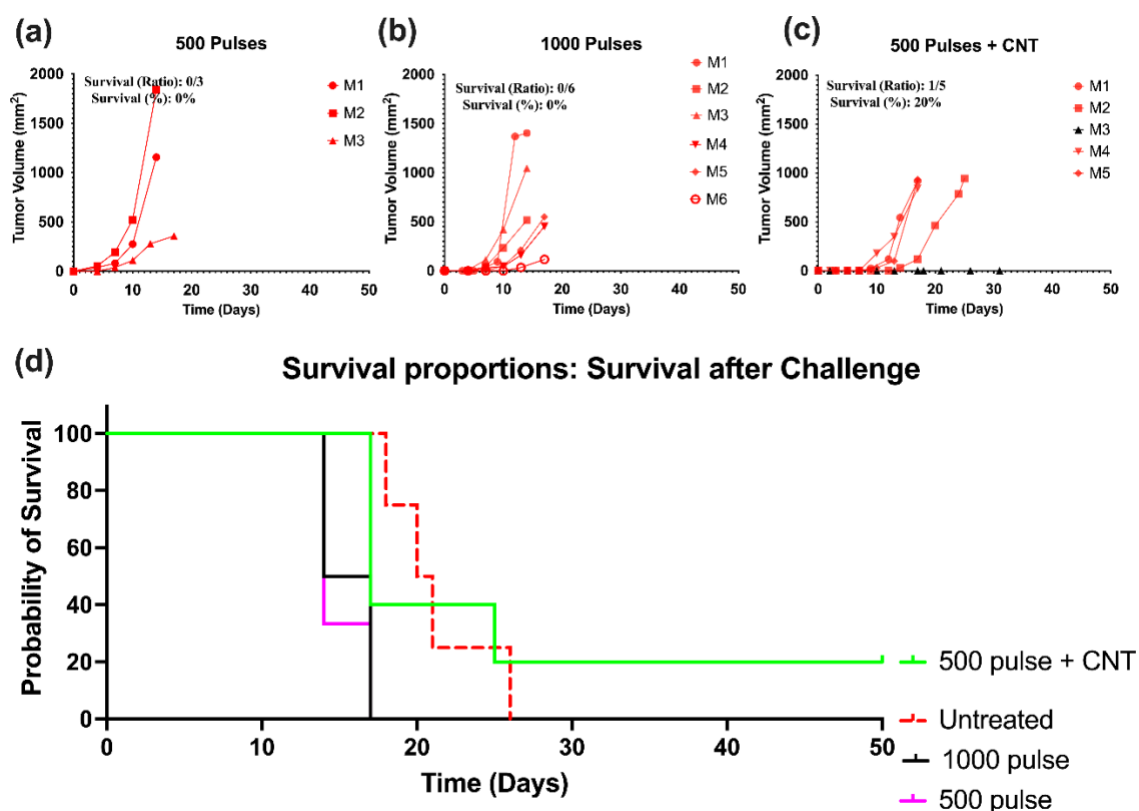 (a)
500 Pulses
Survival (Ratio): 0/3
Survival (%): 0%
2000
1500
1000
500
0
Tumor Volume (mm²)
0 10 20 30 40 50
Time (Days)
M1
M2
M3
(b)
1000 Pulses
Survival (Ratio): 0/6
Survival (%): 0%
2000
1500
1000
500
0
Tumor Volume (mm²)
0 10 20 30 40 50
Time (Days)
M1
M2
M3
M4
M5
M6
(c)
500 Pulses + CNT
Survival (Ratio): 1/5
Survival (%): 20%
2000
1500
1000
500
0
Tumor Volume (mm²)
0 10 20 30 40 50
Time (Days)
M1
M2
M3
M4
M5
(d)
Survival proportions: Survival after Challenge
Probability of Survival
100
80
60
40
20
0
0 10 20 30 40 50
Time (Days)
500 pulse + CNT
Untreated
1000 pulse
500 pulse